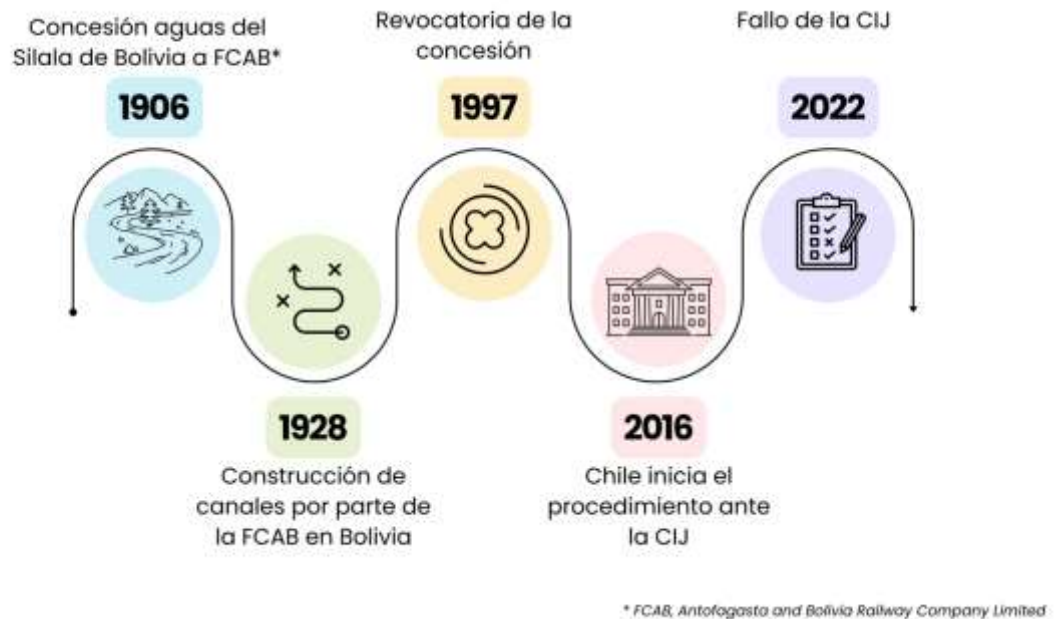 Concesión aguas del
Silala de Bolivia a FCAB*
1906
1928
Construcción de
canales por parte de
la FCAB en Bolivia
Revocatoria de la
concesión
1997
2016
Chile inicia el
procedimiento ante
la CIJ
Fallo de la CIJ
2022
* FCAB, Antofagasta and Bolivia Railway Company Limited